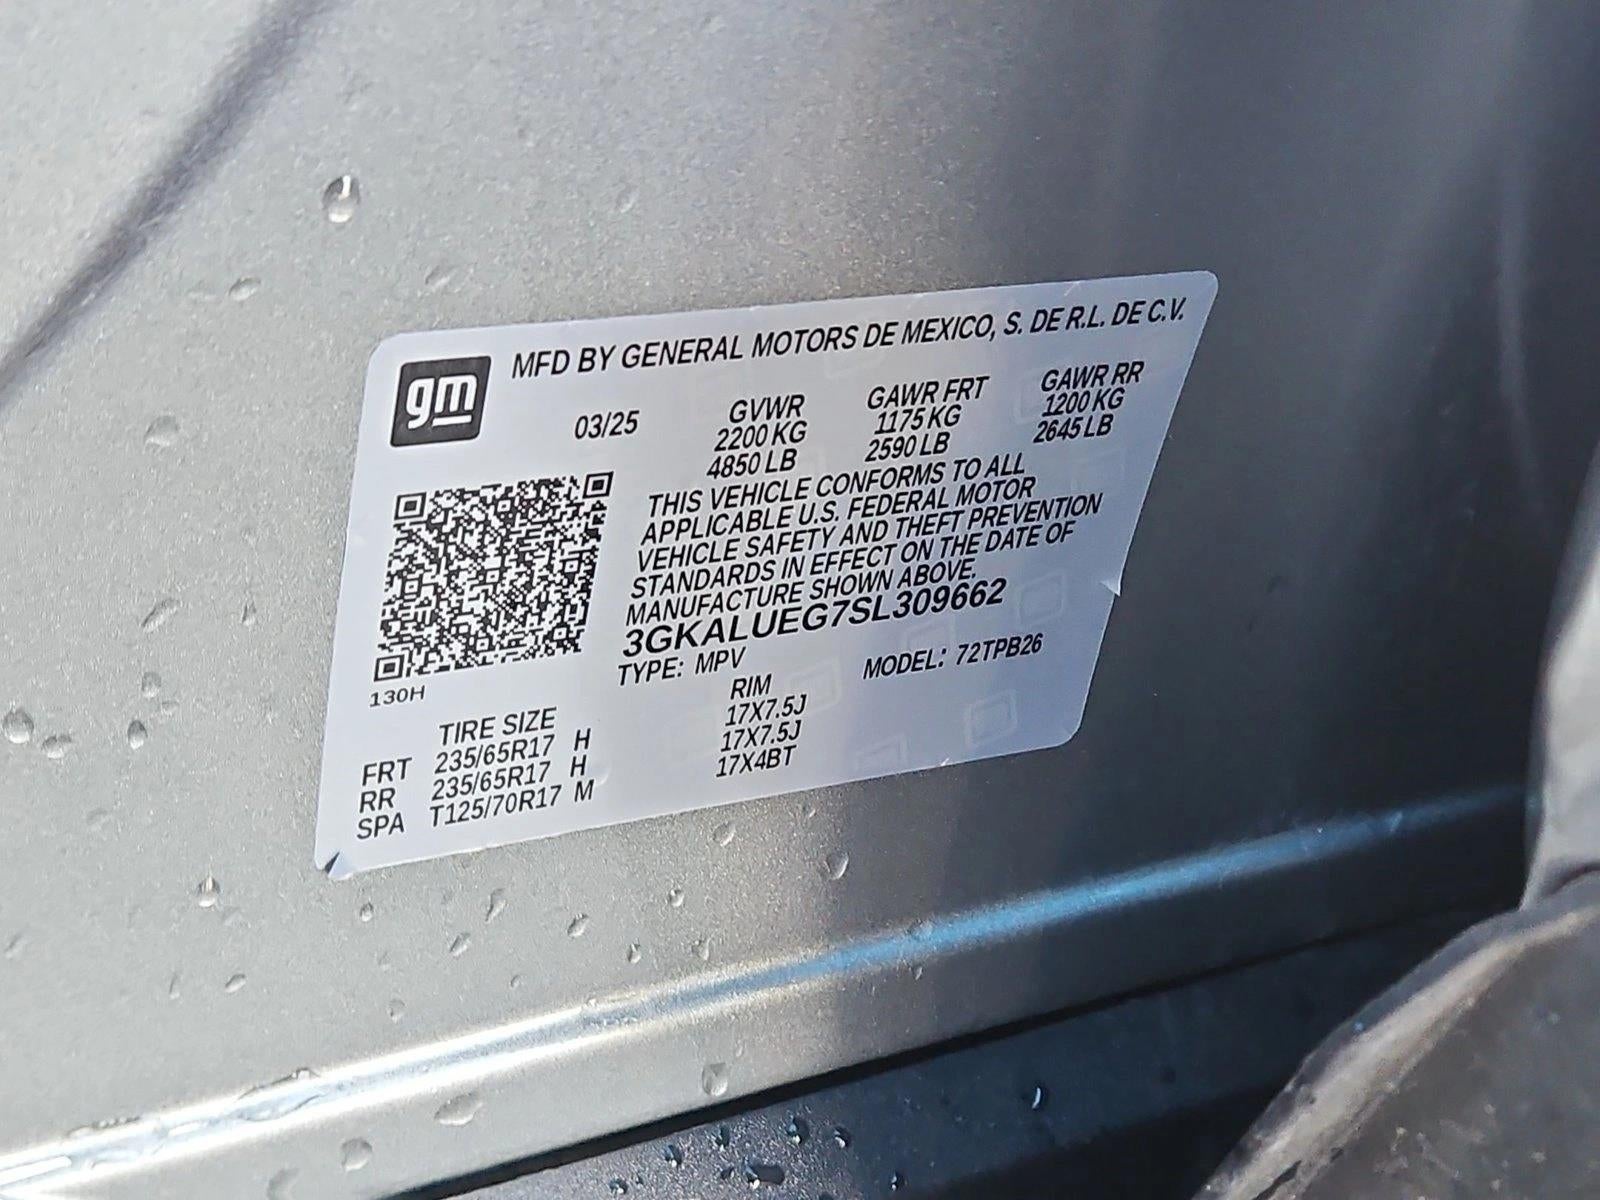 gm
MFD BY GENERAL MOTORS DE MEXICO, S. DE R.L. DE C.V.
03/25 GVWR GAWR FRT GAWR RR
2200 KG 1175 KG 1200 KG
4850 LB 2590 LB 2645 LB
THIS VEHICLE CONFORMS TO ALL
APPLICABLE U.S. FEDERAL MOTOR
VEHICLE SAFETY AND THEFT PREVENTION
STANDARDS IN EFFECT ON THE DATE OF
MANUFACTURE SHOWN ABOVE.
3GKALUEG7SL309662
TYPE: MPV MODEL: 72TPB26
130H
TIRE SIZE RIM
FRT 235/65R17 H 17X7.5J
RR 235/65R17 H 17X7.5J
SPA T125/70R17 M 17X4BT